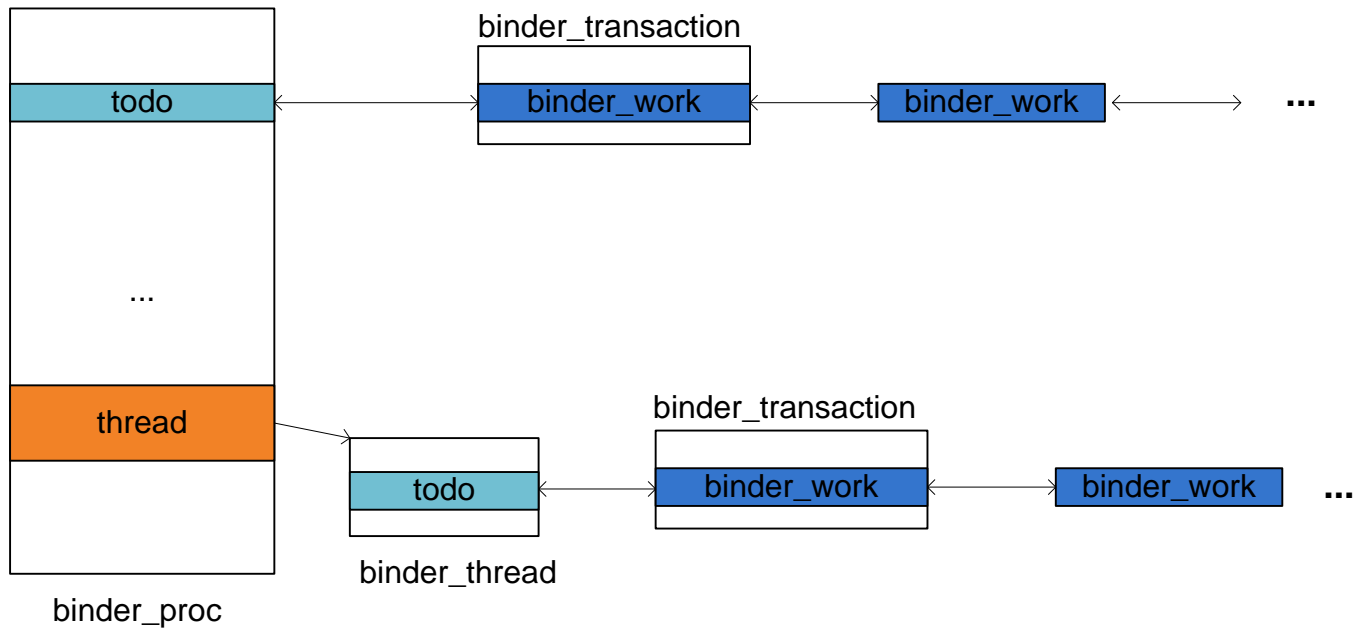 binder_transaction
todo
binder_work
binder_work
...
...
thread
binder_transaction
todo
binder_work
binder_work
...
binder_thread
binder_proc